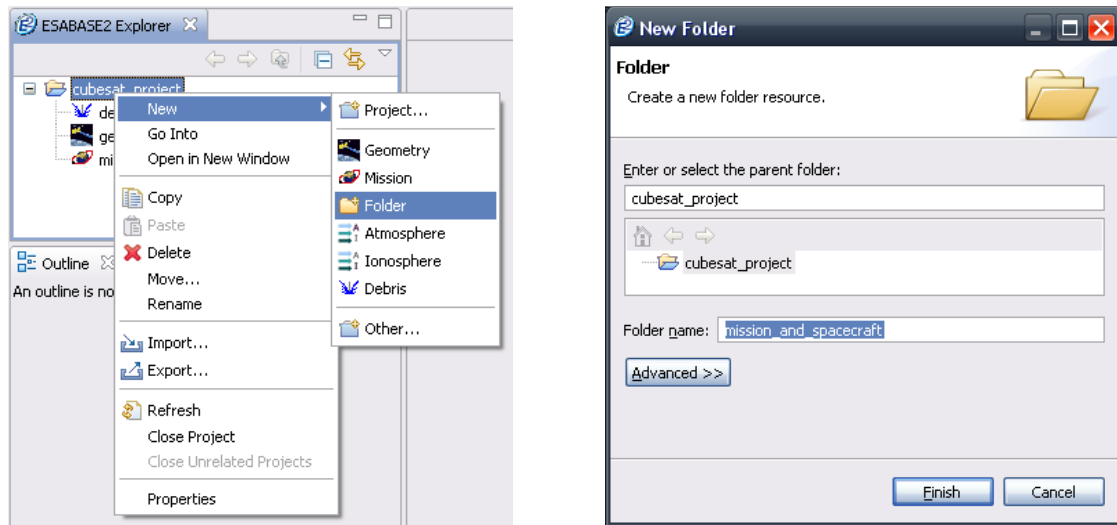 ESABASE2 Explorer
cubesat_project
de
ge
mi
New
Go Into
Open in New Window
Copy
Paste
Delete
Move...
Rename
Import...
Export...
Refresh
Close Project
Close Unrelated Projects
Properties
Project...
Geometry
Mission
Folder
Atmosphere
Ionosphere
Debris
Other...
Outline
An outline is no
New Folder
Folder
Create a new folder resource.
Enter or select the parent folder:
cubesat_project
cubesat_project
Folder name: mission_and_spacecraft
Advanced >>
Finish Cancel